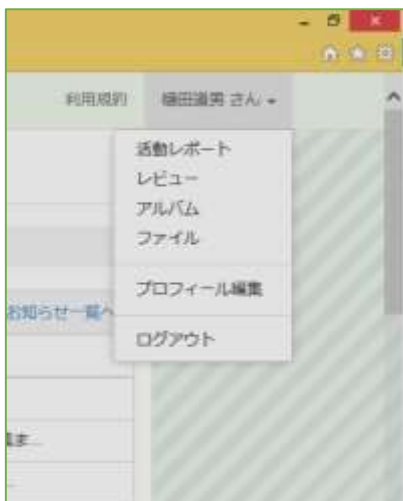 利用規約
田道男 さん
活動レポート
レビュー
アルバム
ファイル
プロフィール編集
お知らせ一覧へ
ログアウト
ま...